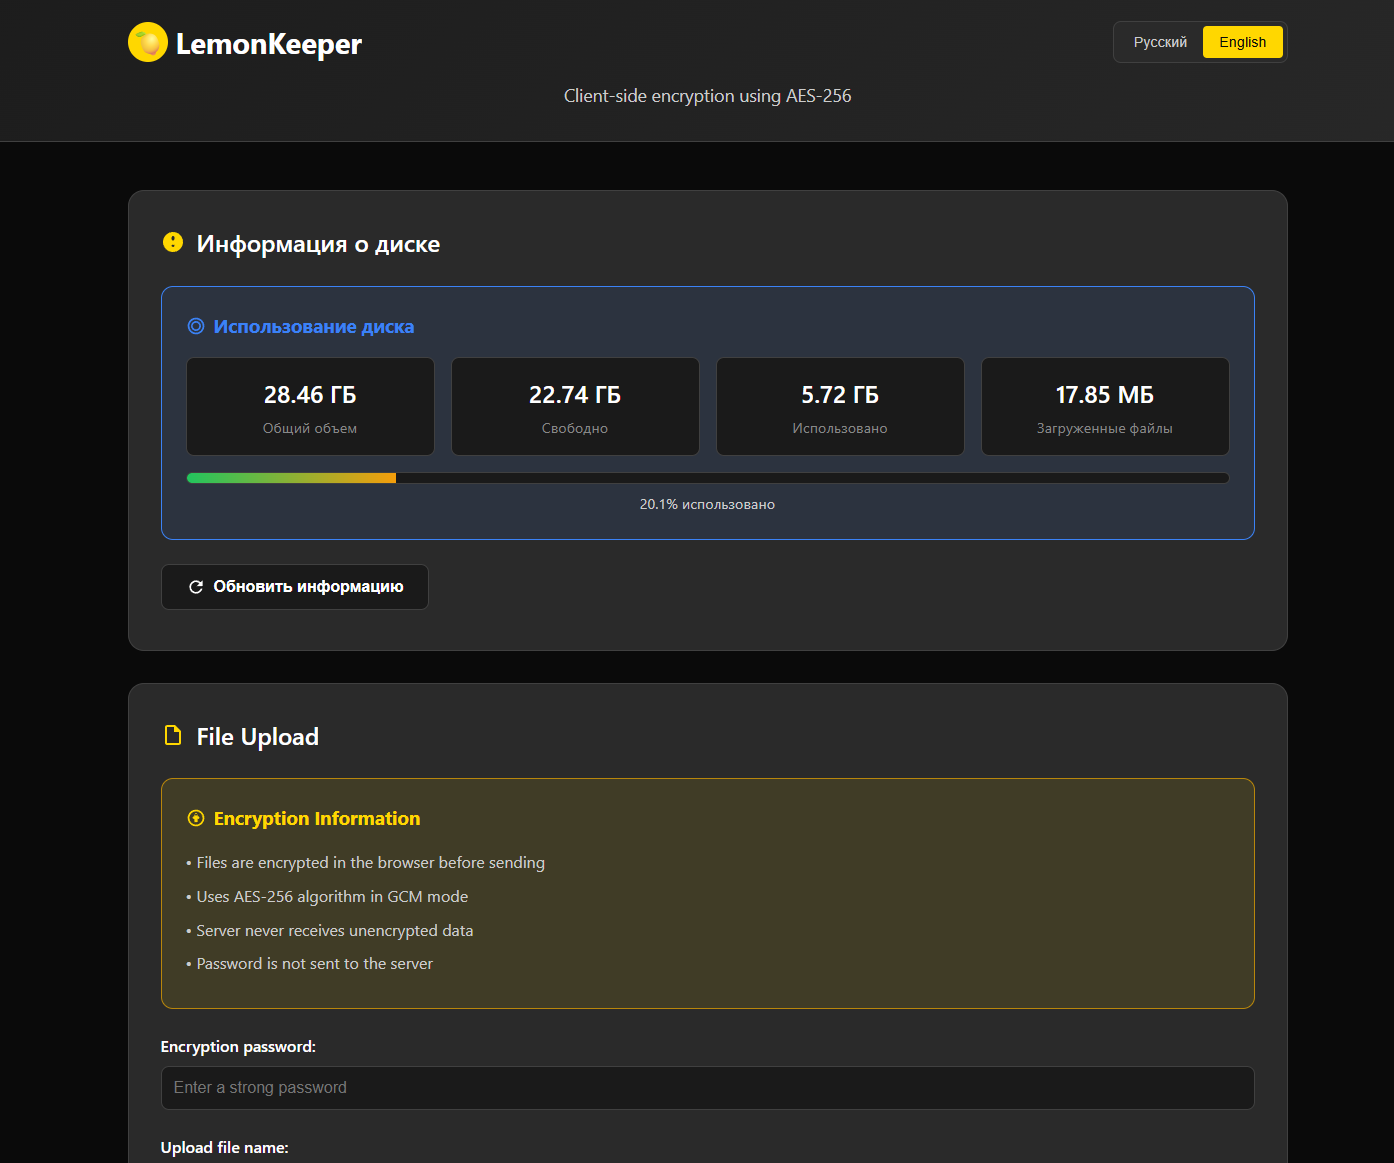 LemonKeeper
Русский
English
Client-side encryption using AES-256
Информация о диске
Использование диска
28.46 ГБ
Общий объем
22.74 ГБ
Свободно
5.72 ГБ
Использовано
17.85 МБ
Загруженные файлы
20.1% использовано
Обновить информацию
File Upload
Encryption Information
• Files are encrypted in the browser before sending
• Uses AES-256 algorithm in GCM mode
• Server never receives unencrypted data
• Password is not sent to the server
Encryption password:
Enter a strong password
Upload file name: